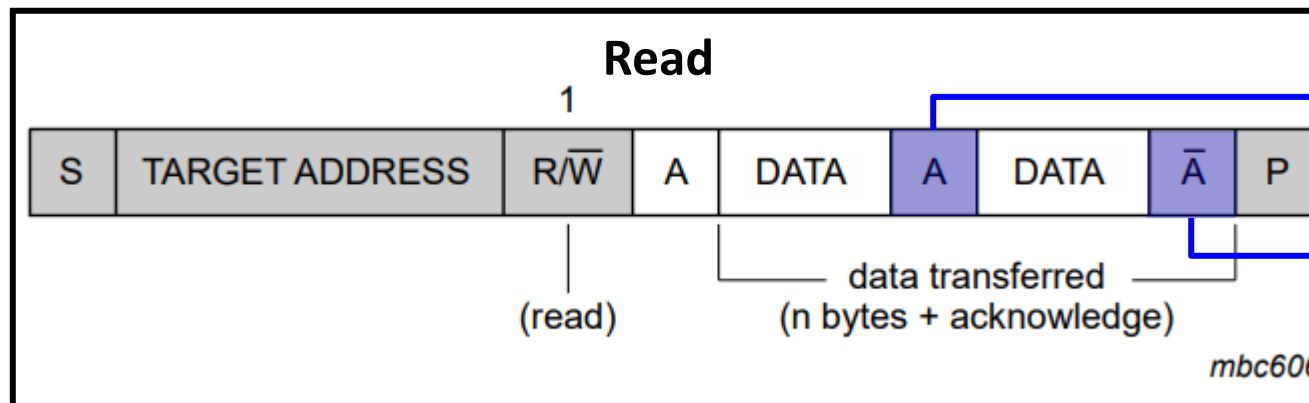 Read
1
S TARGET ADDRESS R/W̅ A DATA A DATA A̅ P
data transferred
(read) (n bytes + acknowledge)